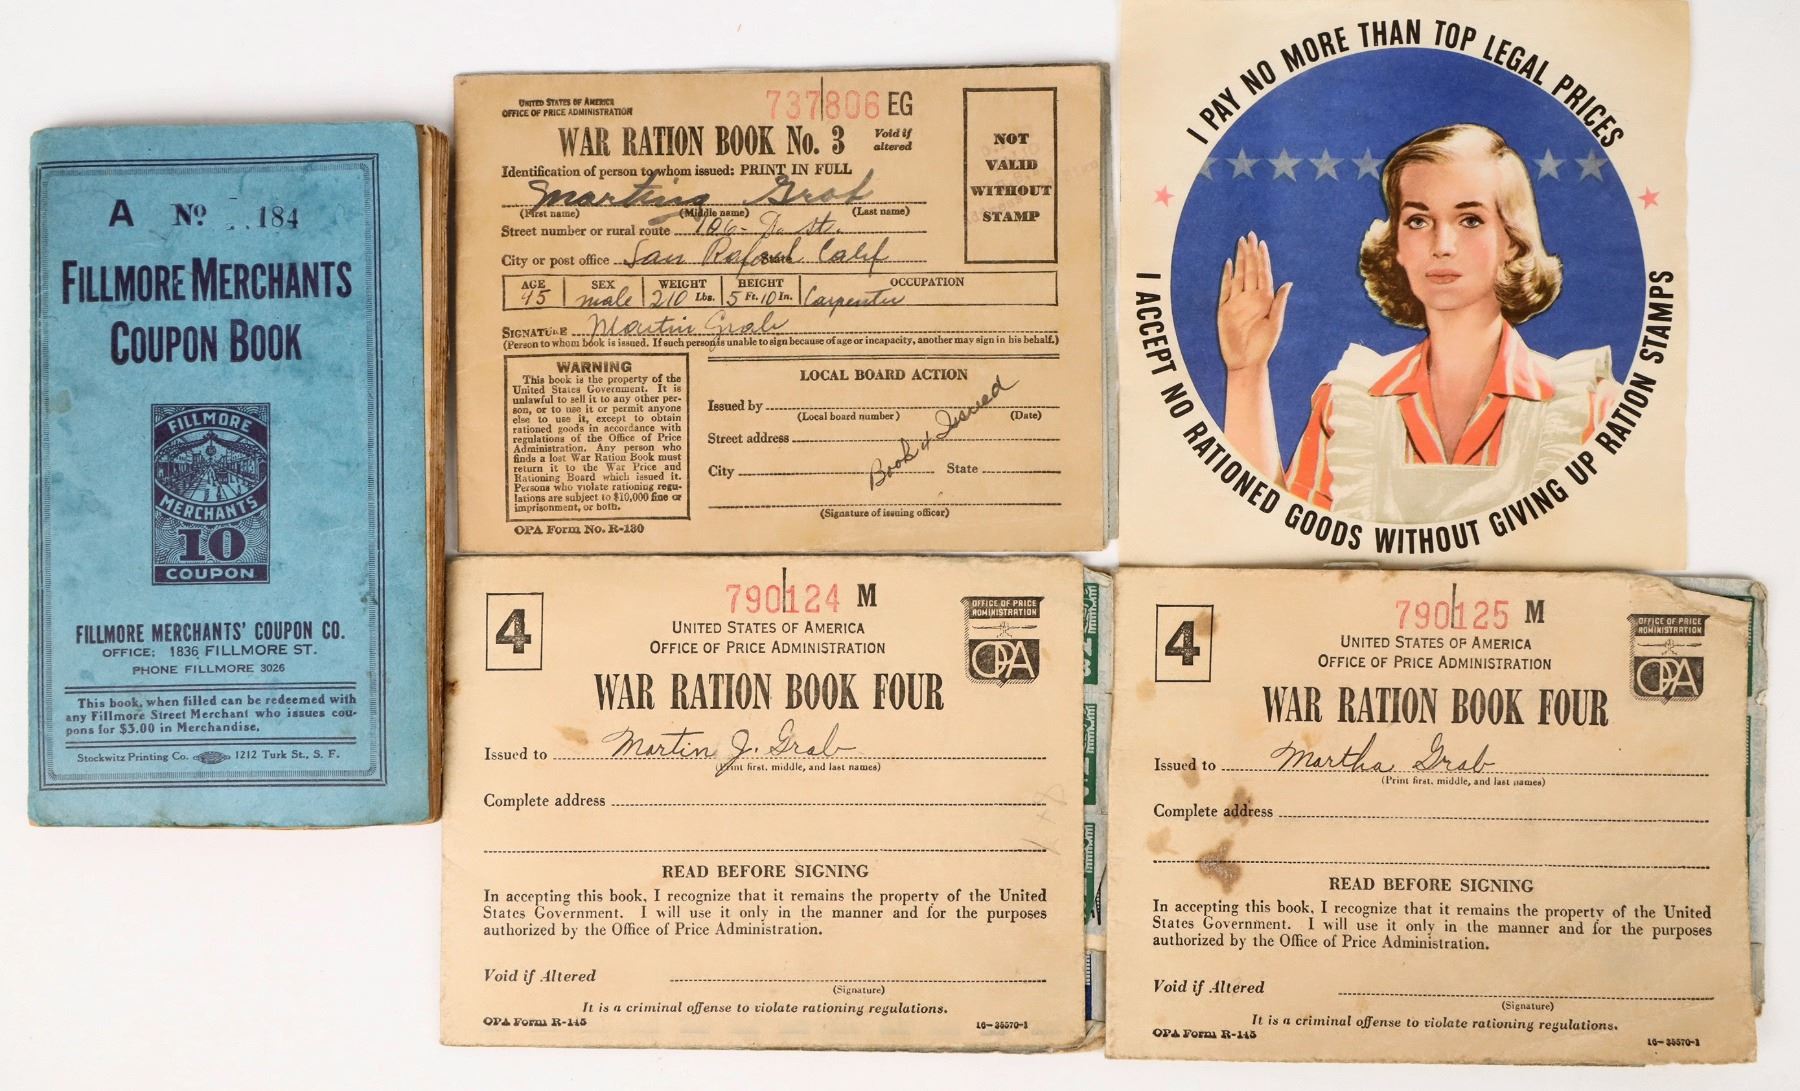 A Nº 184
FILLMORE MERCHANTS
COUPON BOOK
FILLMORE
MERCHANTS
10
COUPON
FILLMORE MERCHANTS' COUPON CO.
OFFICE: 1836 FILLMORE ST.
PHONE FILLMORE 3026
This book, when filled can be redeemed with
any Fillmore Street Merchant who issues cou-
pons for $3.00 in Merchandise.
Stockwitz Printing Co. 1212 Turk St., S. F.
UNITED STATES OF AMERICA
OFFICE OF PRICE ADMINISTRATION
737806 EG
WAR RATION BOOK No. 3
Void if
altered
Identification of person to whom issued: PRINT IN FULL
Martin Grab
(First name) (Middle name) (Last name)
Street number or rural route 106- D. st.
City or post office San Rafael State Calif
AGE SEX WEIGHT HEIGHT OCCUPATION
45 male 210 Lbs. 5 Ft. 10 In. Carpenter
SIGNATURE Martin Grab
(Person to whom book is issued. If such person is unable to sign because of age or incapacity, another may sign in his behalf.)
NOT
VALID
WITHOUT
STAMP
WARNING
This book is the property of the
United States Government. It is
unlawful to sell it to any other per-
son, or to use it or permit anyone
else to use it, except to obtain
rationed goods in accordance with
regulations of the Office of Price
Administration. Any person who
finds a lost War Ration Book must
return it to the War Price and
Rationing Board which issued it.
Persons who violate rationing regu-
lations are subject to $10,000 fine or
imprisonment, or both.
OPA Form No. R-130
LOCAL BOARD ACTION
Issued by
(Local board number) (Date)
Street address
City State
Book 4 Issued
(Signature of issuing officer)
I PAY NO MORE THAN TOP LEGAL PRICES
I ACCEPT NO RATIONED GOODS WITHOUT GIVING UP RATION STAMPS
4
790124 M
UNITED STATES OF AMERICA
OFFICE OF PRICE ADMINISTRATION
OFFICE OF PRICE
ADMINISTRATION
OPA
WAR RATION BOOK FOUR
Issued to Martin J. Grab
(Print first, middle, and last names)
Complete address
READ BEFORE SIGNING
In accepting this book, I recognize that it remains the property of the United
States Government. I will use it only in the manner and for the purposes
authorized by the Office of Price Administration.
Void if Altered
(Signature)
It is a criminal offense to violate rationing regulations.
OPA Form R-145 16—35570-1
4
790125 M
UNITED STATES OF AMERICA
OFFICE OF PRICE ADMINISTRATION
OFFICE OF PRICE
ADMINISTRATION
OPA
WAR RATION BOOK FOUR
Issued to Martha Grab
(Print first, middle, and last names)
Complete address
READ BEFORE SIGNING
In accepting this book, I recognize that it remains the property of the United
States Government. I will use it only in the manner and for the purposes
authorized by the Office of Price Administration.
Void if Altered
(Signature)
It is a criminal offense to violate rationing regulations.
OPA Form R-145 16—35570-1